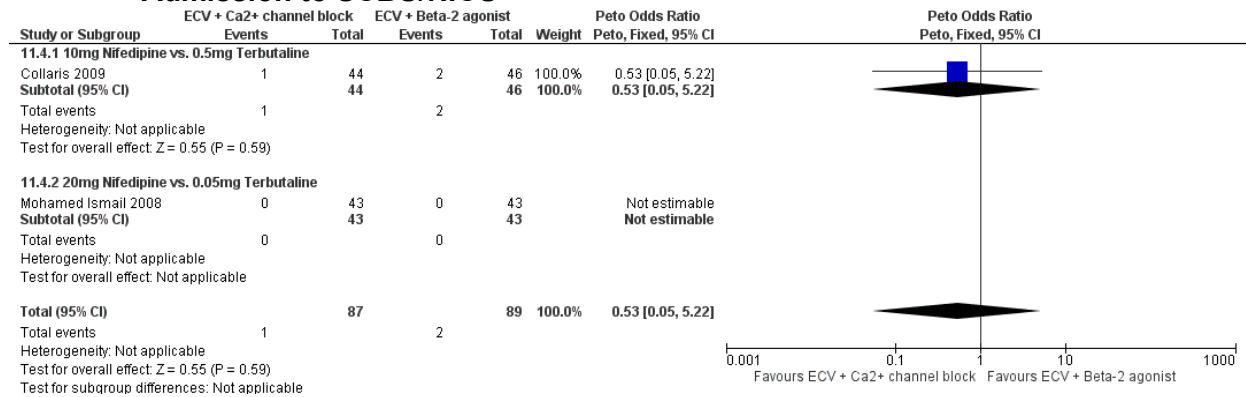 Admission to SCBU/NICU
ECV + Ca2+ channel block ECV + Beta-2 agonist Peto Odds Ratio Peto Odds Ratio
Study or Subgroup Events Total Events Total Weight Peto, Fixed, 95% CI Peto, Fixed, 95% CI
11.4.1 10mg Nifedipine vs. 0.5mg Terbutaline
Collaris 2009 1 44 2 46 100.0% 0.53 [0.05, 5.22]
Subtotal (95% CI) 44 46 100.0% 0.53 [0.05, 5.22]
Total events 1 2
Heterogeneity: Not applicable
Test for overall effect: Z = 0.55 (P = 0.59)
11.4.2 20mg Nifedipine vs. 0.05mg Terbutaline
Mohamed Ismail 2008 0 43 0 43 Not estimable
Subtotal (95% CI) 43 43 Not estimable
Total events 0 0
Heterogeneity: Not applicable
Test for overall effect: Not applicable
Total (95% CI) 87 89 100.0% 0.53 [0.05, 5.22]
Total events 1 2
Heterogeneity: Not applicable
Test for overall effect: Z = 0.55 (P = 0.59)
Test for subgroup differences: Not applicable
0.001 0.1 1 10 1000
Favours ECV + Ca2+ channel block Favours ECV + Beta-2 agonist